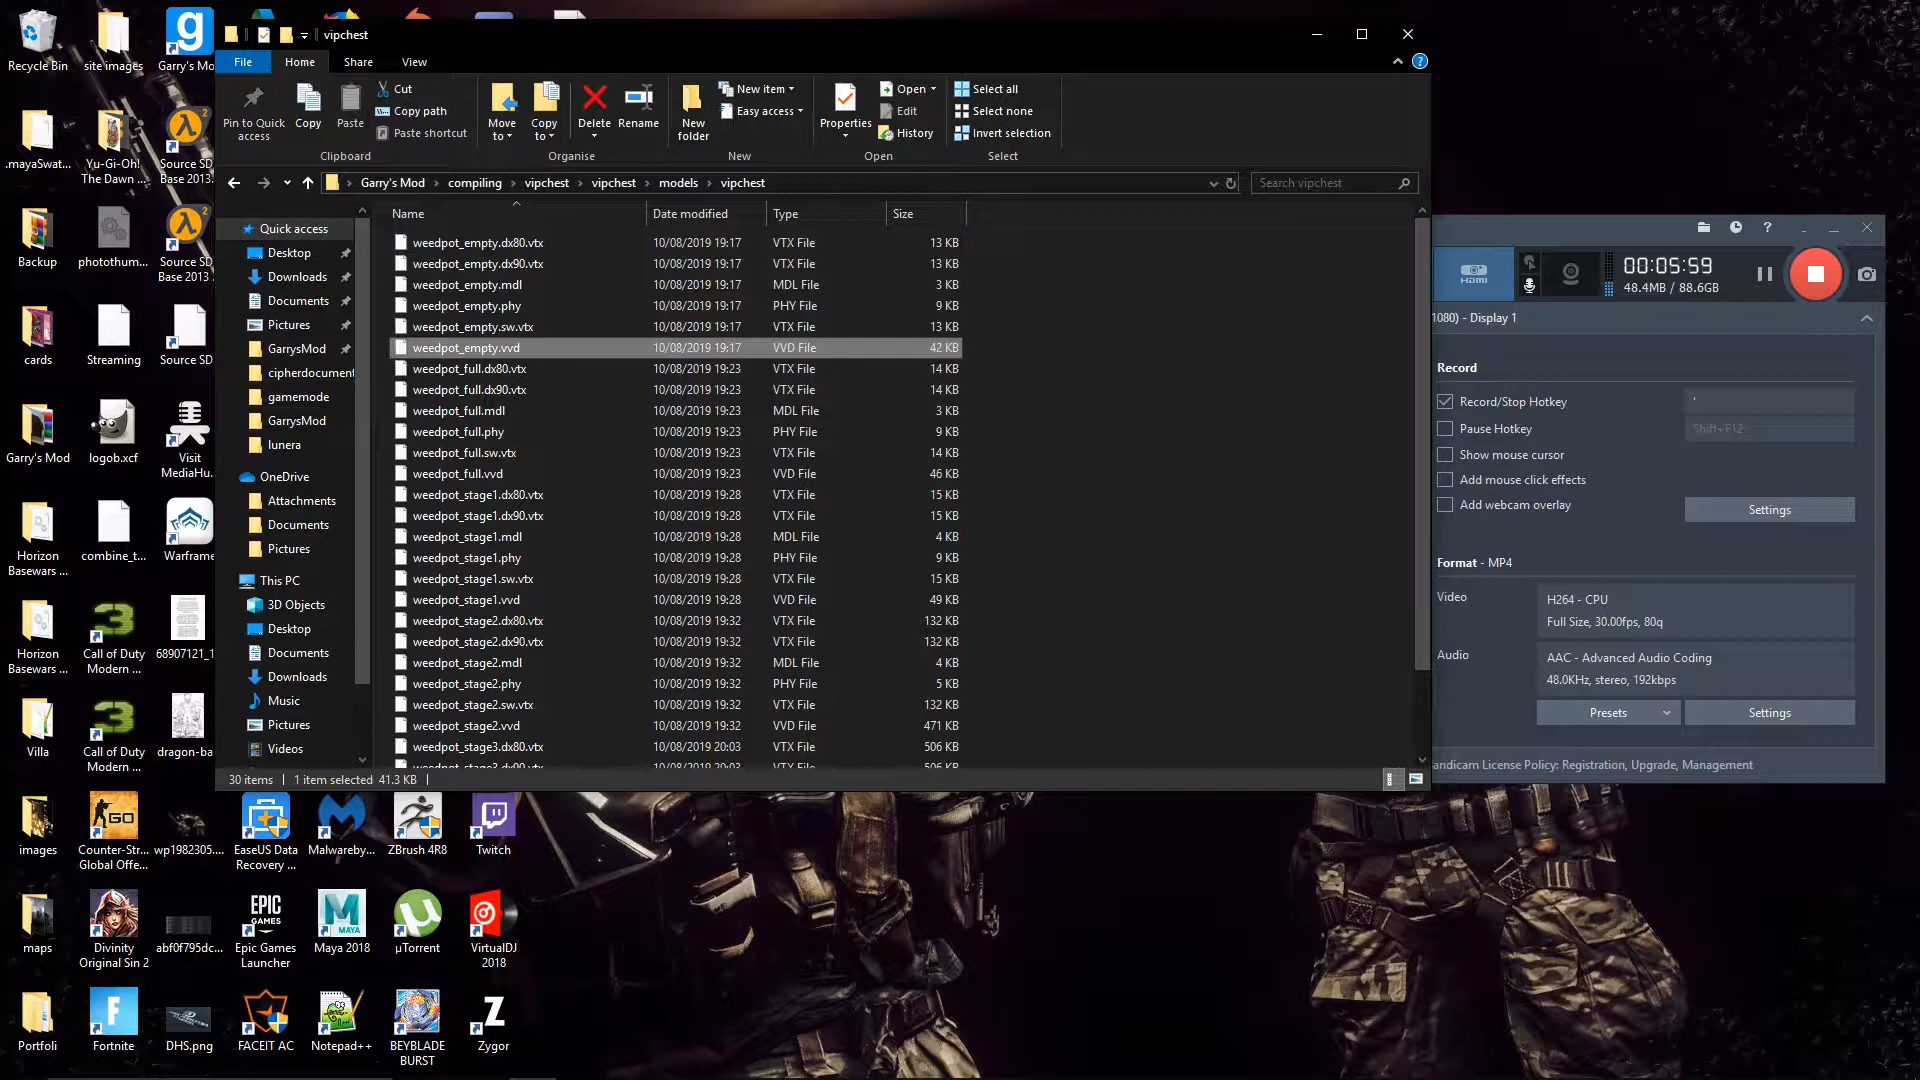 vipchest
File
Home
Share
View
Pin to Quick access
Copy
Paste
Cut
Copy path
Paste shortcut
Clipboard
Move to
Copy to
Delete
Rename
Organise
New folder
New item
Easy access
New
Properties
Open
Edit
History
Open
Select all
Select none
Invert selection
Select
Garry's Mod > compiling > vipchest > vipchest > models > vipchest
Search vipchest
Name Date modified Type Size
weedpot_empty.dx80.vtx 10/08/2019 19:17 VTX File 13 KB
weedpot_empty.dx90.vtx 10/08/2019 19:17 VTX File 13 KB
weedpot_empty.mdl 10/08/2019 19:17 MDL File 3 KB
weedpot_empty.phy 10/08/2019 19:17 PHY File 9 KB
weedpot_empty.sw.vtx 10/08/2019 19:17 VTX File 13 KB
weedpot_empty.vvd 10/08/2019 19:17 VVD File 42 KB
weedpot_full.dx80.vtx 10/08/2019 19:23 VTX File 14 KB
weedpot_full.dx90.vtx 10/08/2019 19:23 VTX File 14 KB
weedpot_full.mdl 10/08/2019 19:23 MDL File 3 KB
weedpot_full.phy 10/08/2019 19:23 PHY File 9 KB
weedpot_full.sw.vtx 10/08/2019 19:23 VTX File 14 KB
weedpot_full.vvd 10/08/2019 19:23 VVD File 46 KB
weedpot_stage1.dx80.vtx 10/08/2019 19:28 VTX File 15 KB
weedpot_stage1.dx90.vtx 10/08/2019 19:28 VTX File 15 KB
weedpot_stage1.mdl 10/08/2019 19:28 MDL File 4 KB
weedpot_stage1.phy 10/08/2019 19:28 PHY File 9 KB
weedpot_stage1.sw.vtx 10/08/2019 19:28 VTX File 15 KB
weedpot_stage1.vvd 10/08/2019 19:28 VVD File 49 KB
weedpot_stage2.dx80.vtx 10/08/2019 19:32 VTX File 132 KB
weedpot_stage2.dx90.vtx 10/08/2019 19:32 VTX File 132 KB
weedpot_stage2.mdl 10/08/2019 19:32 MDL File 4 KB
weedpot_stage2.phy 10/08/2019 19:32 PHY File 5 KB
weedpot_stage2.sw.vtx 10/08/2019 19:32 VTX File 132 KB
weedpot_stage2.vvd 10/08/2019 19:32 VVD File 471 KB
weedpot_stage3.dx80.vtx 10/08/2019 20:03 VTX File 506 KB
weedpot_stage3.dx90.vtx 10/08/2019 20:03 VTX File 506 KB
Quick access
Desktop
Downloads
Documents
Pictures
GarrysMod
cipherdocument
gamemode
GarrysMod
lunera
OneDrive
Attachments
Documents
Pictures
This PC
3D Objects
Desktop
Documents
Downloads
Music
Pictures
Videos
30 items | 1 item selected 41.3 KB |
HDMI
00:05:59
48.4MB / 88.6GB
1080) - Display 1
Record
Record/Stop Hotkey '
Pause Hotkey Shift+F12
Show mouse cursor
Add mouse click effects
Add webcam overlay
Settings
Format - MP4
Video
H264 - CPU
Full Size, 30.00fps, 80q
Audio
AAC - Advanced Audio Coding
48.0KHz, stereo, 192kbps
Presets
Settings
andicam License Policy: Registration, Upgrade, Management
Recycle Bin
site images
Garry's Mo
.mayaSwat...
Yu-Gi-Oh! The Dawn ...
Source SD
Base 2013
Backup
photothum...
Source SD
Base 2013
cards
Streaming
Source SD
Garry's Mod
logob.xcf
Visit MediaHu...
Horizon Basewars ...
combine_t...
Warframe
Horizon Basewars ...
Call of Duty Modern ...
68907121_1
Villa
Call of Duty Modern ...
dragon-ba
images
GO
Counter-Str... Global Offe...
wp1982305....
EaseUS Data Recovery ...
Malwareby...
ZBrush 4R8
Twitch
maps
Divinity Original Sin 2
abf0f795dc...
EPIC GAMES
Epic Games Launcher
MAYA
Maya 2018
µTorrent
VirtualDJ 2018
Portfoli
Fortnite
DHS.png
FACEIT AC
Notepad++
BEYBLADE BURST
Zygor